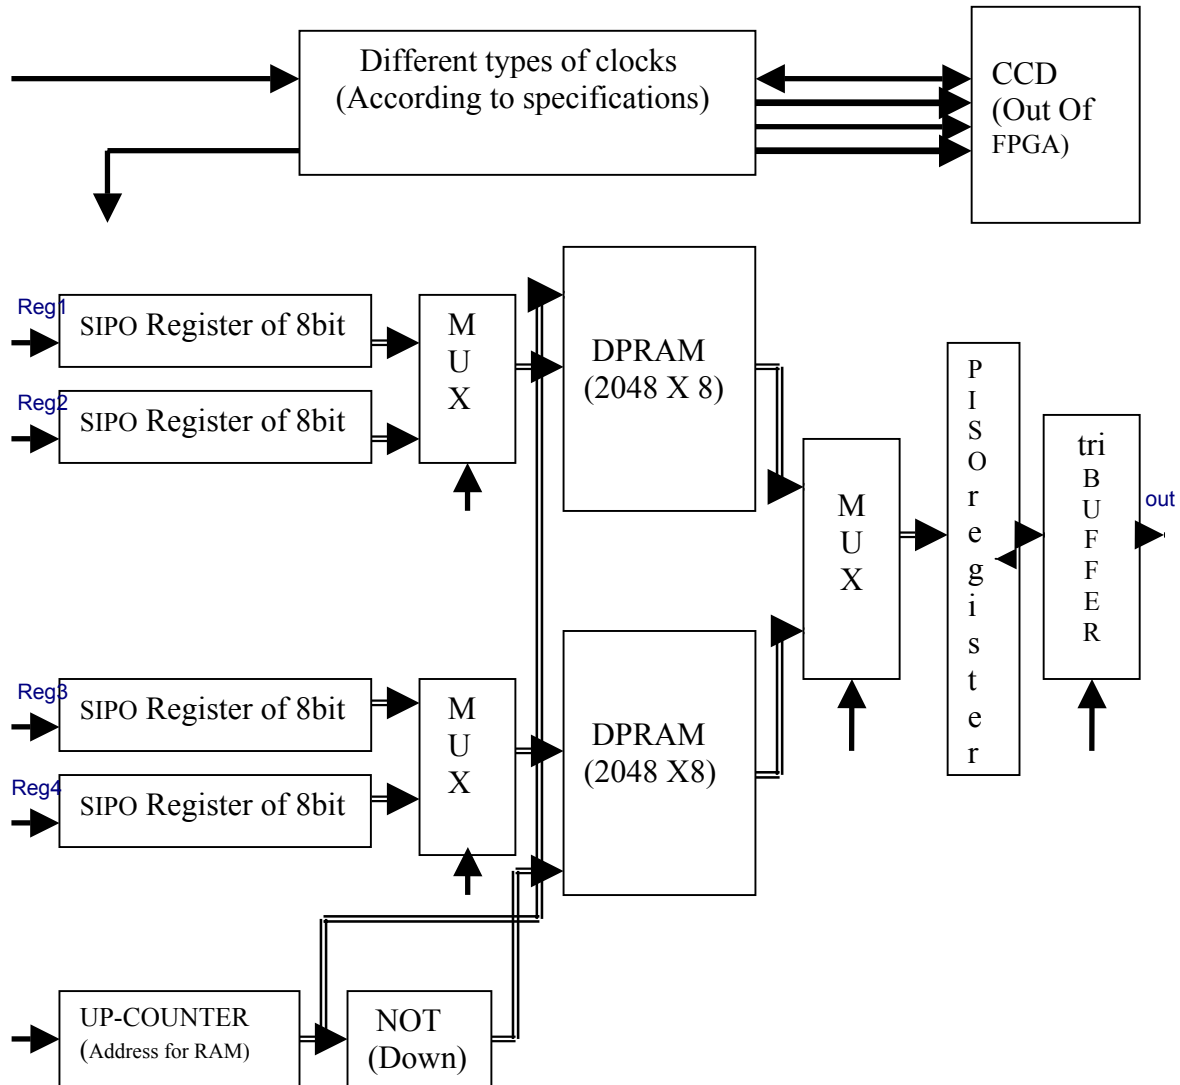 Different types of clocks
(According to specifications)
CCD
(Out Of
FPGA)
Reg1
SIPO Register of 8bit
Reg2
SIPO Register of 8bit
M
U
X
DPRAM
(2048 X 8)
Reg3
SIPO Register of 8bit
Reg4
SIPO Register of 8bit
M
U
X
DPRAM
(2048 X8)
M
U
X
P
I
S
O
r
e
g
i
s
t
e
r
tri
B
U
F
F
E
R
out
UP-COUNTER
(Address for RAM)
NOT
(Down)